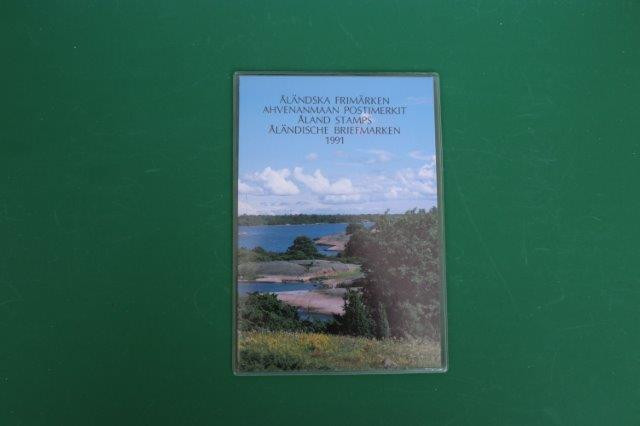 ÅLÄNDSKA FRIMÄRKEN
AHVENANMAAN POSTIMERKIT
ÅLAND STAMPS
ÅLÄNDISCHE BRIEFMARKEN
1991